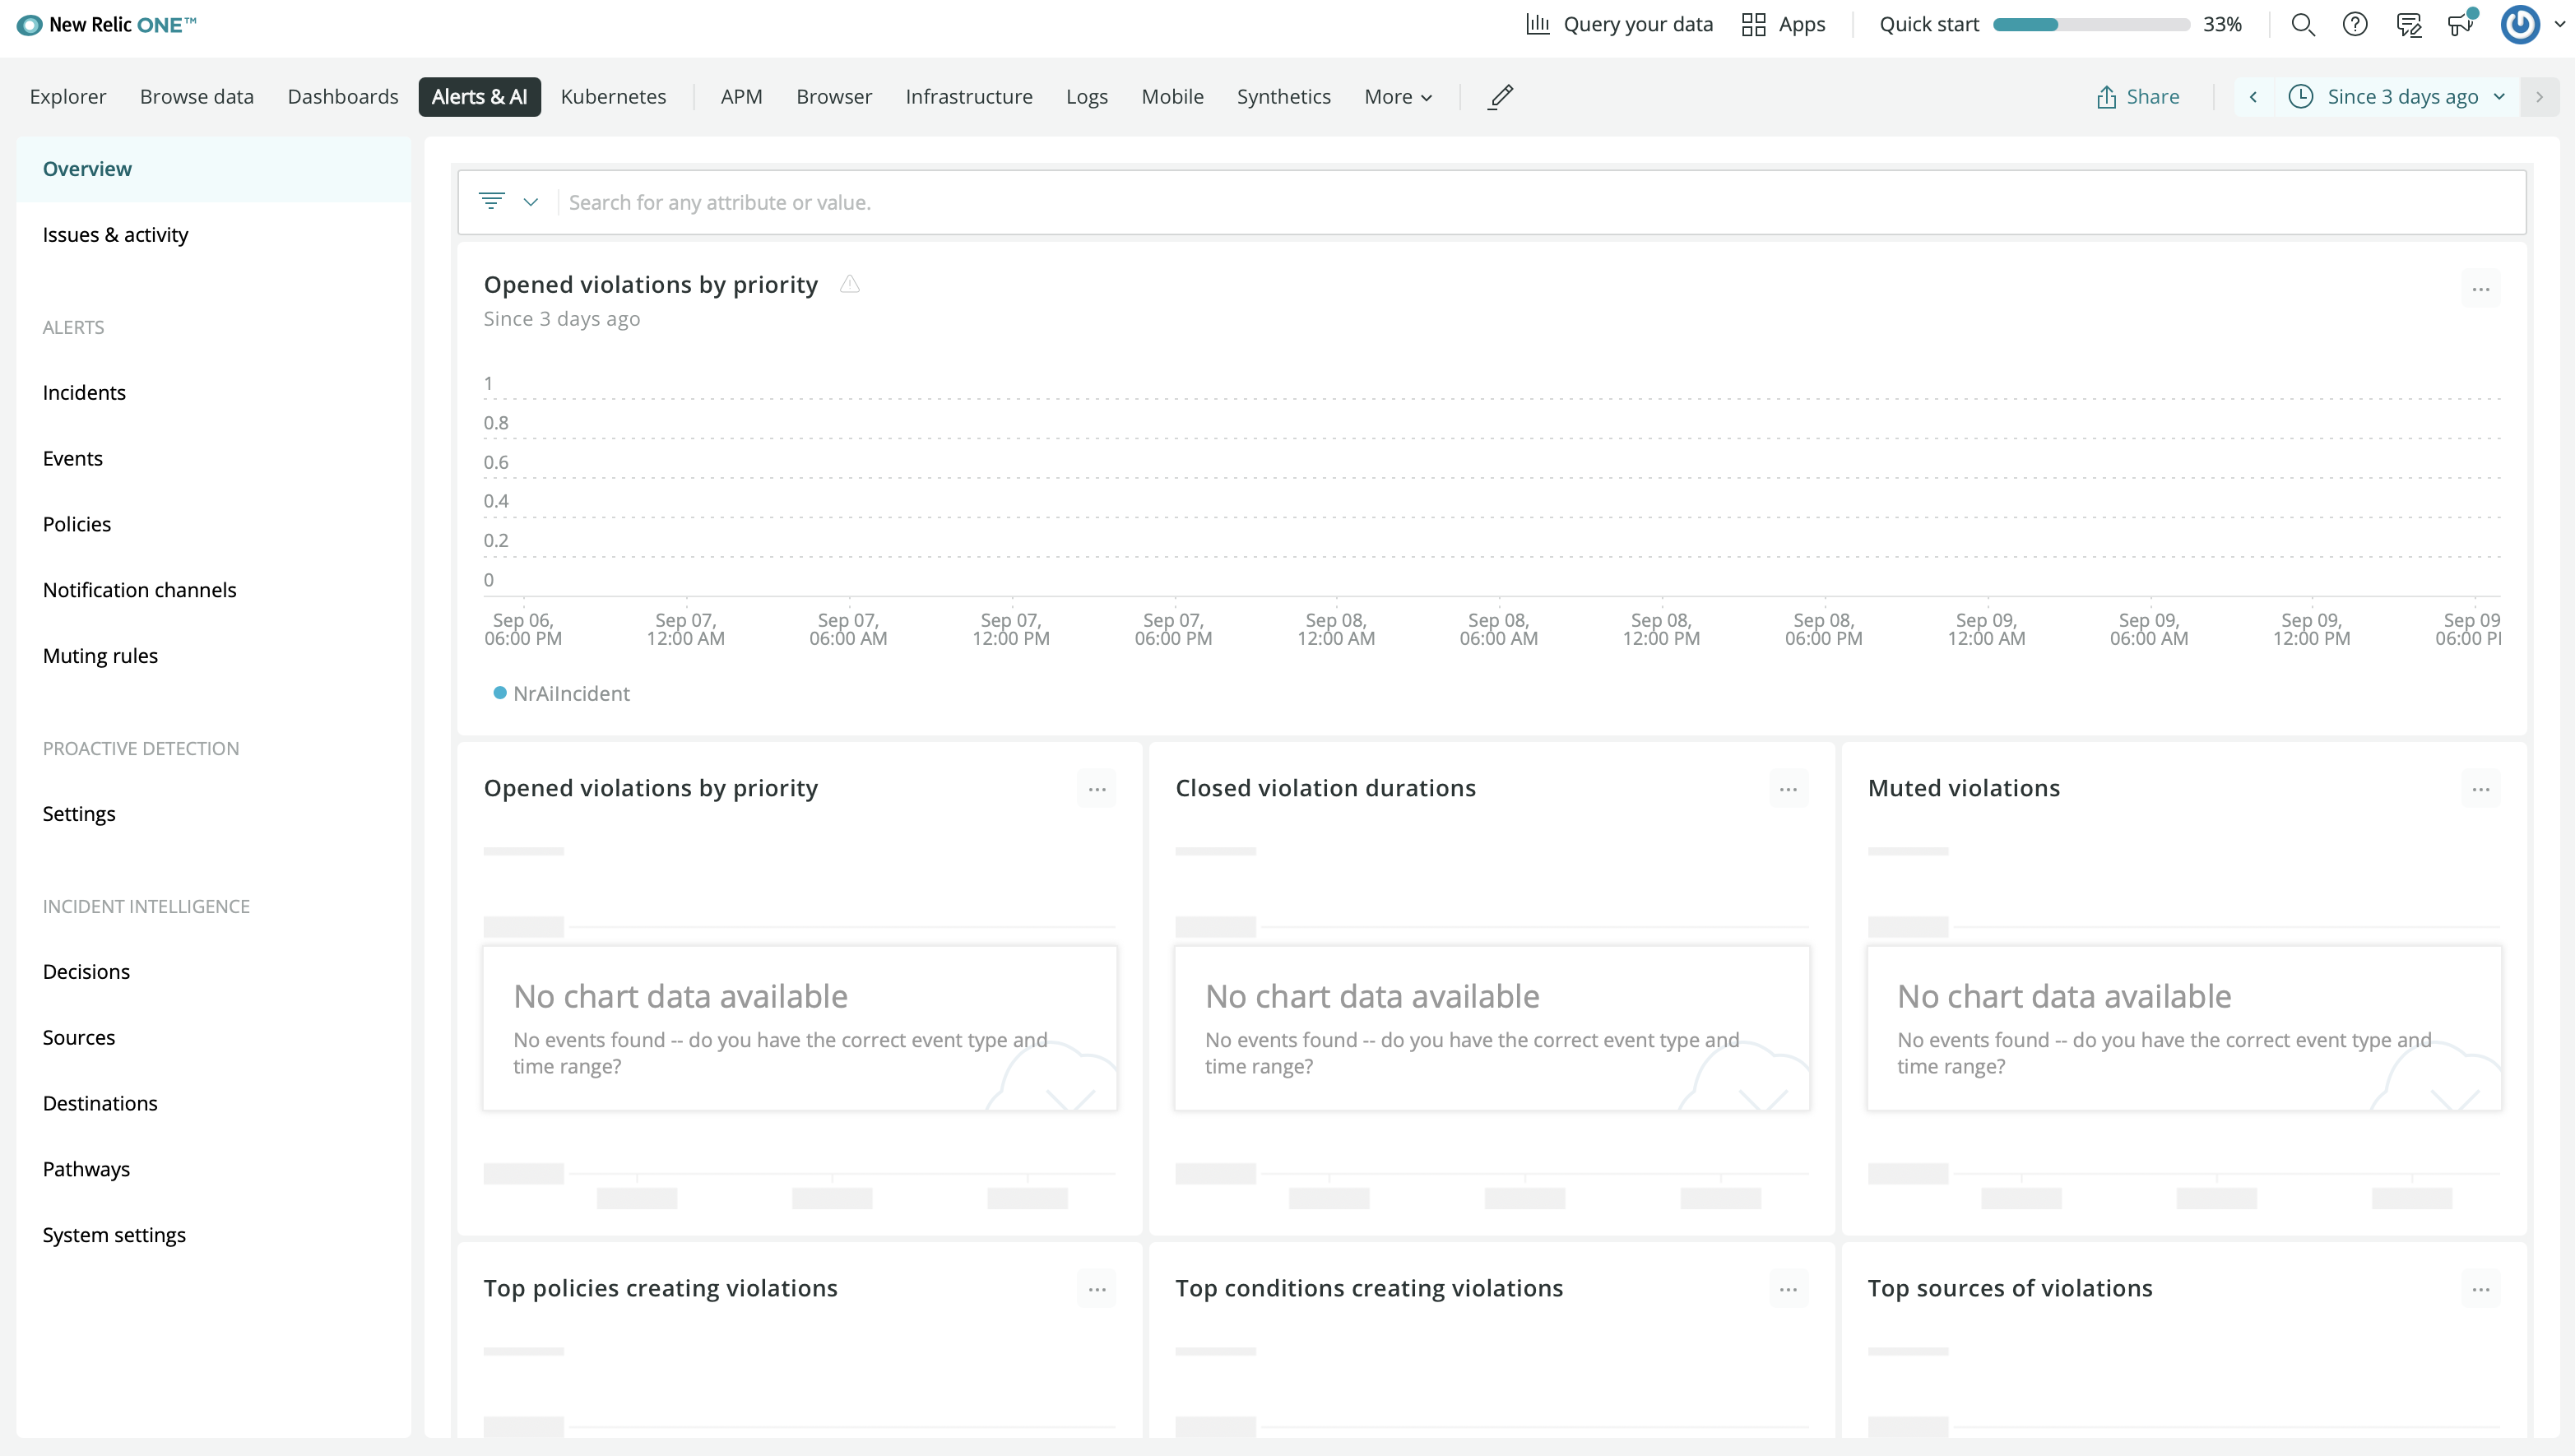 New Relic ONE™
Query your data
Apps
Quick start
33%
Explorer
Browse data
Dashboards
Alerts & AI
Kubernetes
APM
Browser
Infrastructure
Logs
Mobile
Synthetics
More
Share
Since 3 days ago
Overview
Issues & activity
ALERTS
Incidents
Events
Policies
Notification channels
Muting rules
PROACTIVE DETECTION
Settings
INCIDENT INTELLIGENCE
Decisions
Sources
Destinations
Pathways
System settings
Search for any attribute or value.
Opened violations by priority
Since 3 days ago
1
0.8
0.6
0.4
0.2
0
Sep 06,
06:00 PM
Sep 07,
12:00 AM
Sep 07,
06:00 AM
Sep 07,
12:00 PM
Sep 07,
06:00 PM
Sep 08,
12:00 AM
Sep 08,
06:00 AM
Sep 08,
12:00 PM
Sep 08,
06:00 PM
Sep 09,
12:00 AM
Sep 09,
06:00 AM
Sep 09,
12:00 PM
Sep 09
06:00 P
NrAiIncident
Opened violations by priority
...
No chart data available
No events found -- do you have the correct event type and
time range?
Closed violation durations
...
No chart data available
No events found -- do you have the correct event type and
time range?
Muted violations
...
No chart data available
No events found -- do you have the correct event type and
time range?
Top policies creating violations
...
Top conditions creating violations
...
Top sources of violations
...